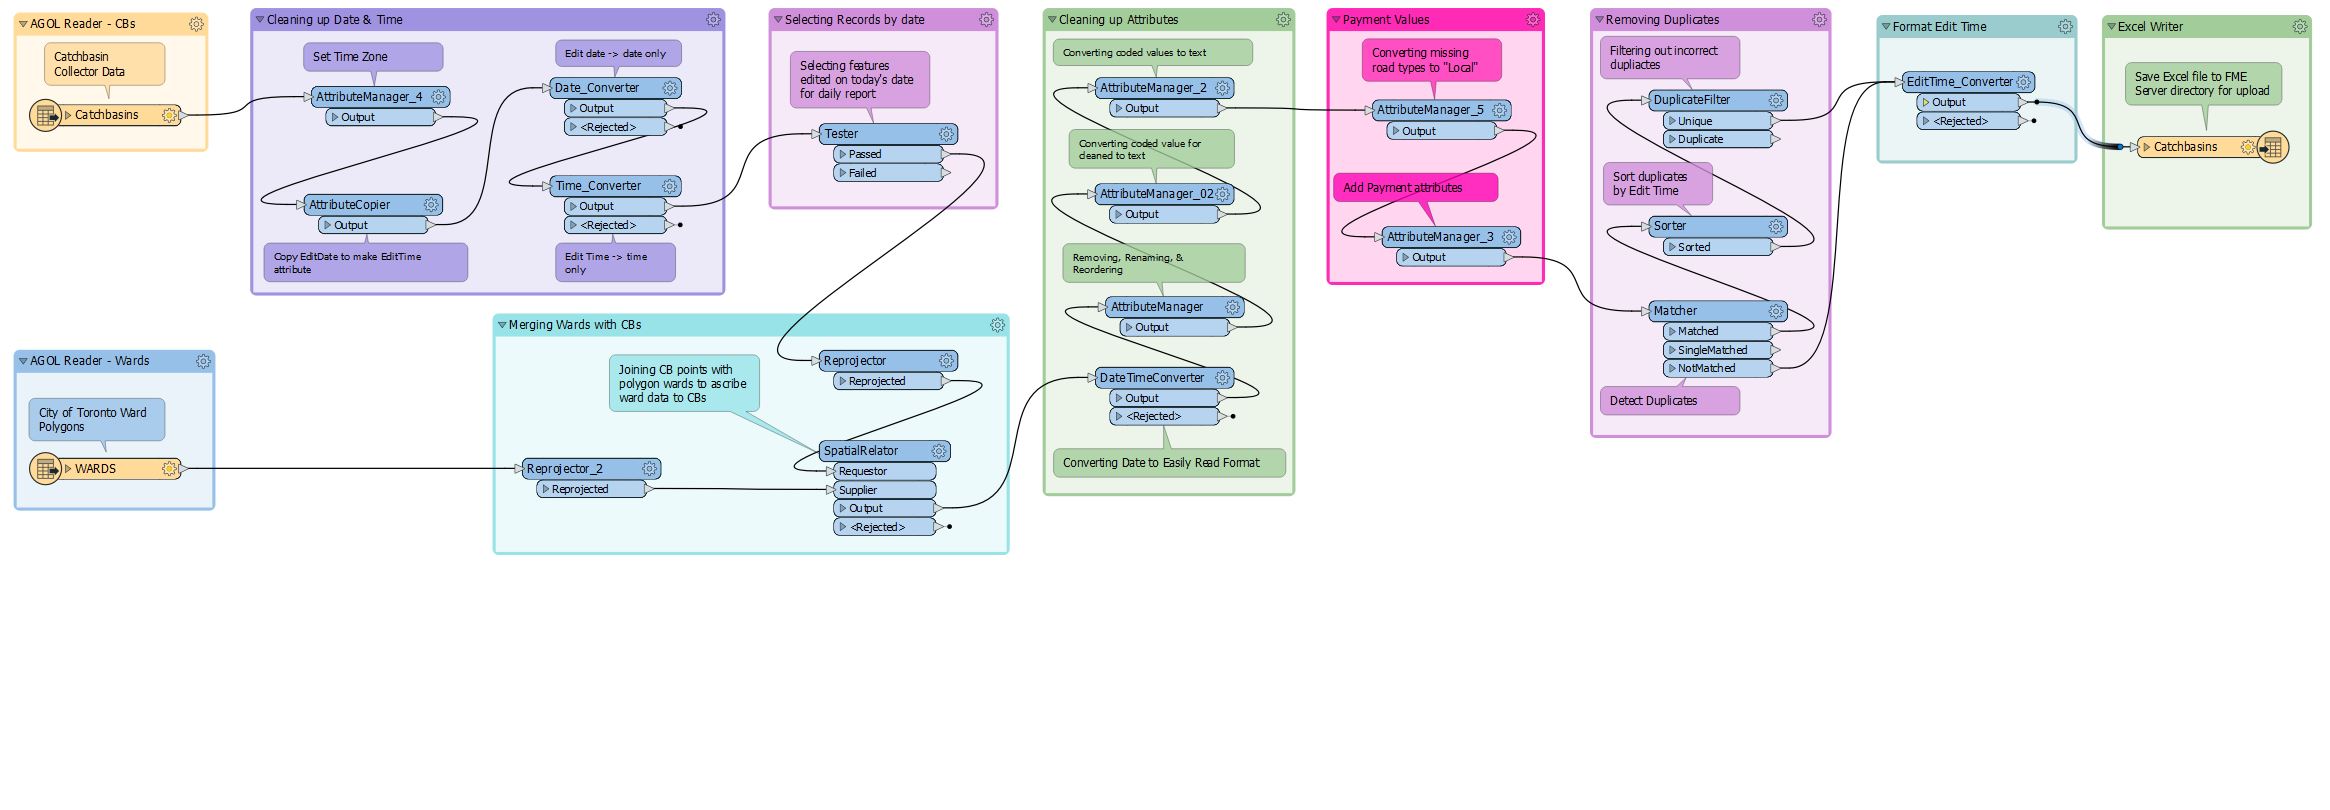 AGOL Reader - CBs
Catchbasin
Collector Data
Catchbasins
Cleaning up Date & Time
Set Time Zone
AttributeManager_4
Output
AttributeCopier
Output
Copy EditDate to make EditTime
attribute
Edit date -> date only
Date_Converter
Output
<Rejected>
Time_Converter
Output
<Rejected>
Edit Time -> time
only
Selecting Records by date
Selecting features
edited on today's date
for daily report
Tester
Passed
Failed
AGOL Reader - Wards
City of Toronto Ward
Polygons
WARDS
Merging Wards with CBs
Joining CB points with
polygon wards to ascribe
ward data to CBs
Reprojector
Reprojected
Reprojector_2
Reprojected
SpatialRelator
Requestor
Supplier
Output
<Rejected>
Cleaning up Attributes
Converting coded values to text
AttributeManager_2
Output
Converting coded value for
cleaned to text
AttributeManager_02
Output
Removing, Renaming, &
Reordering
AttributeManager
Output
DateTimeConverter
Output
<Rejected>
Converting Date to Easily Read Format
Payment Values
Converting missing
road types to "Local"
AttributeManager_5
Output
Add Payment attributes
AttributeManager_3
Output
Removing Duplicates
Filtering out incorrect
dupliactes
DuplicateFilter
Unique
Duplicate
Sort duplicates
by Edit Time
Sorter
Sorted
Matcher
Matched
SingleMatched
NotMatched
Detect Duplicates
Format Edit Time
EditTime_Converter
Output
<Rejected>
Excel Writer
Save Excel file to FME
Server directory for upload
Catchbasins